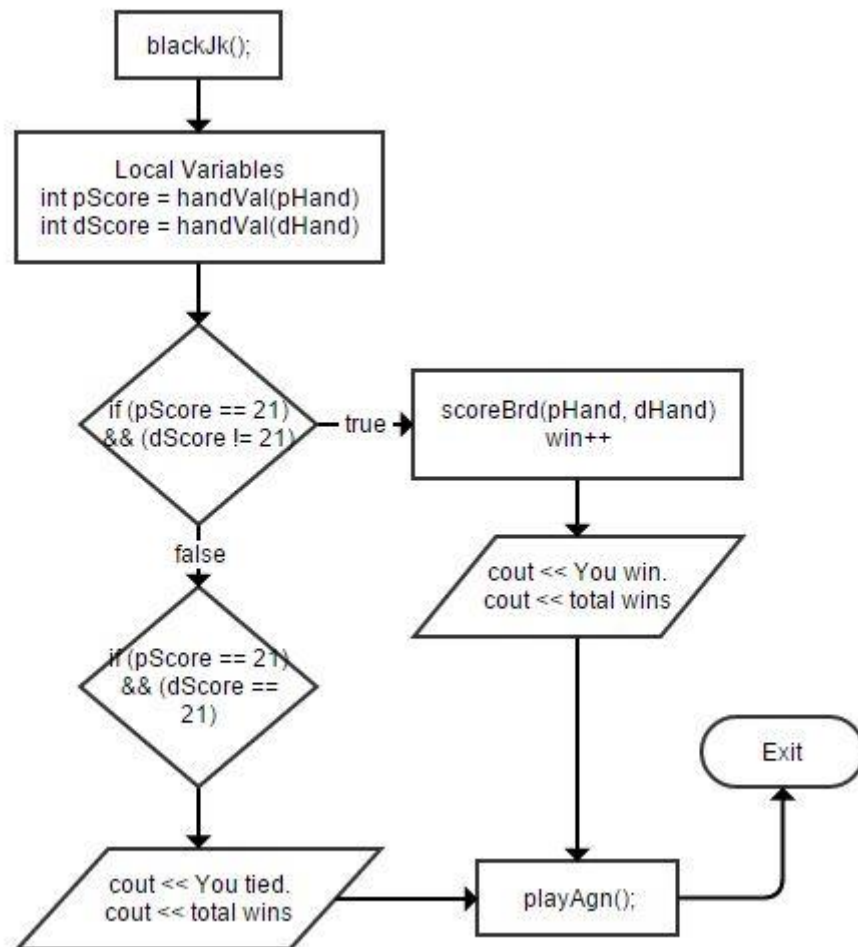 blackJk();
Local Variables
int pScore = handVal(pHand)
int dScore = handVal(dHand)
if (pScore == 21)
&& (dScore != 21)
true
scoreBrd(pHand, dHand)
win++
false
cout << You win.
cout << total wins
if (pScore == 21)
&& (dScore ==
21)
Exit
cout << You tied.
cout << total wins
playAgn();